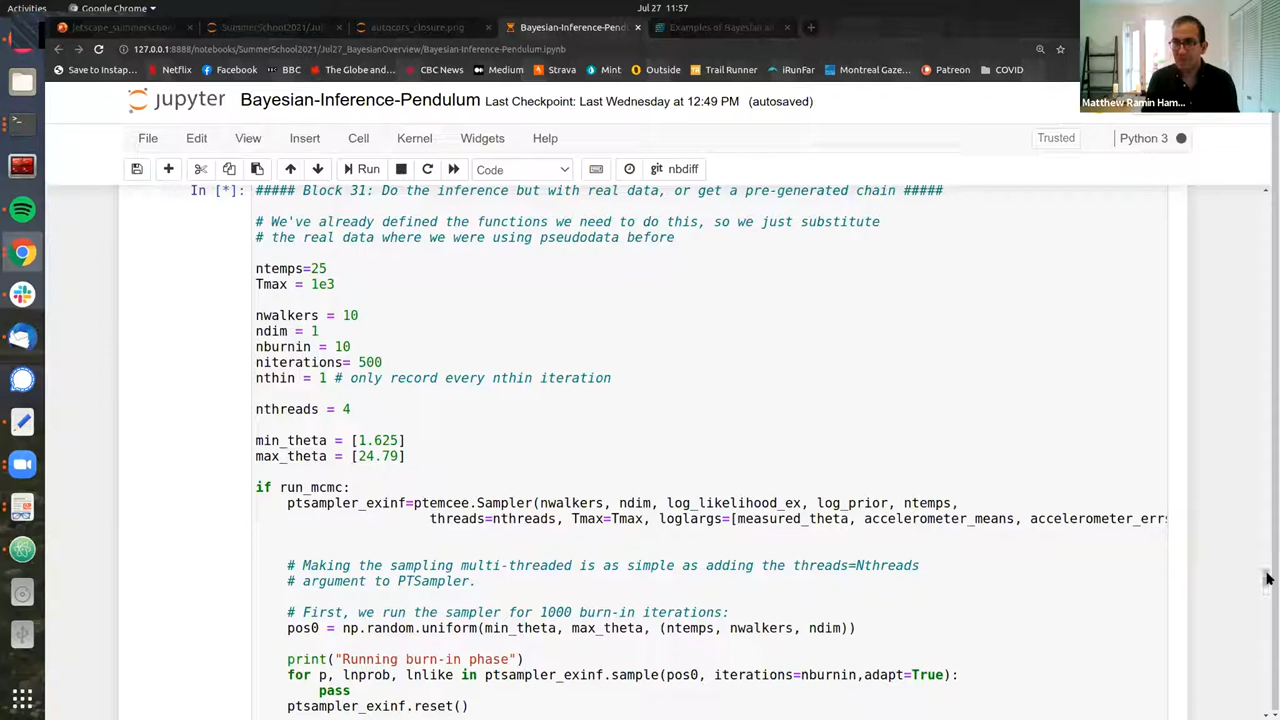 Activities
Google Chrome
Jul 27 11:57
Jetscape_summerschoo
SummerSchool2021/Jul
autocors_closure.png
Bayesian-Inference-Pend
Examples of Bayesian a
127.0.0.1:8888/notebooks/SummerSchool2021/Jul27_BayesianOverview/Bayesian-Inference-Pendulum.ipynb
Save to Instap... Netflix Facebook BBC The Globe and... CBC News Medium Strava Mint Outside Trail Runner iRunFar Montreal Gaze... Patreon COVID
Matthew Ramin Ham...
jupyter Bayesian-Inference-Pendulum Last Checkpoint: Last Wednesday at 12:49 PM (autosaved)
File Edit View Insert Cell Kernel Widgets Help Trusted Python 3
Run Code git nbdiff
In [*]: ##### Block 31: Do the inference but with real data, or get a pre-generated chain #####
# We've already defined the functions we need to do this, so we just substitute
# the real data where we were using pseudodata before
ntemps=25
Tmax = 1e3
nwalkers = 10
ndim = 1
nburnin = 10
niterations= 500
nthin = 1 # only record every nthin iteration
nthreads = 4
min_theta = [1.625]
max_theta = [24.79]
if run_mcmc:
ptsampler_exinf=ptemcee.Sampler(nwalkers, ndim, log_likelihood_ex, log_prior, ntemps,
threads=nthreads, Tmax=Tmax, loglargs=[measured_theta, accelerometer_means, accelerometer_errs
# Making the sampling multi-threaded is as simple as adding the threads=Nthreads
# argument to PTSampler.
# First, we run the sampler for 1000 burn-in iterations:
pos0 = np.random.uniform(min_theta, max_theta, (ntemps, nwalkers, ndim))
print("Running burn-in phase")
for p, lnprob, lnlike in ptsampler_exinf.sample(pos0, iterations=nburnin,adapt=True):
pass
ptsampler_exinf.reset()